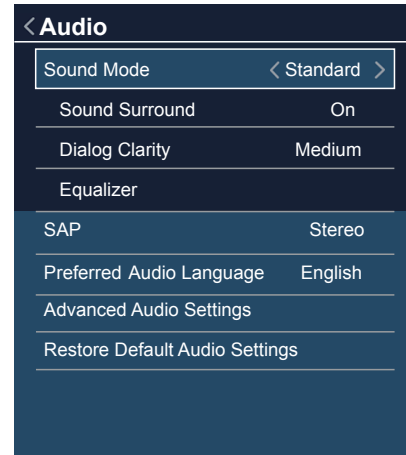 < Audio
Sound Mode < Standard >
Sound Surround On
Dialog Clarity Medium
Equalizer
SAP Stereo
Preferred Audio Language English
Advanced Audio Settings
Restore Default Audio Settings